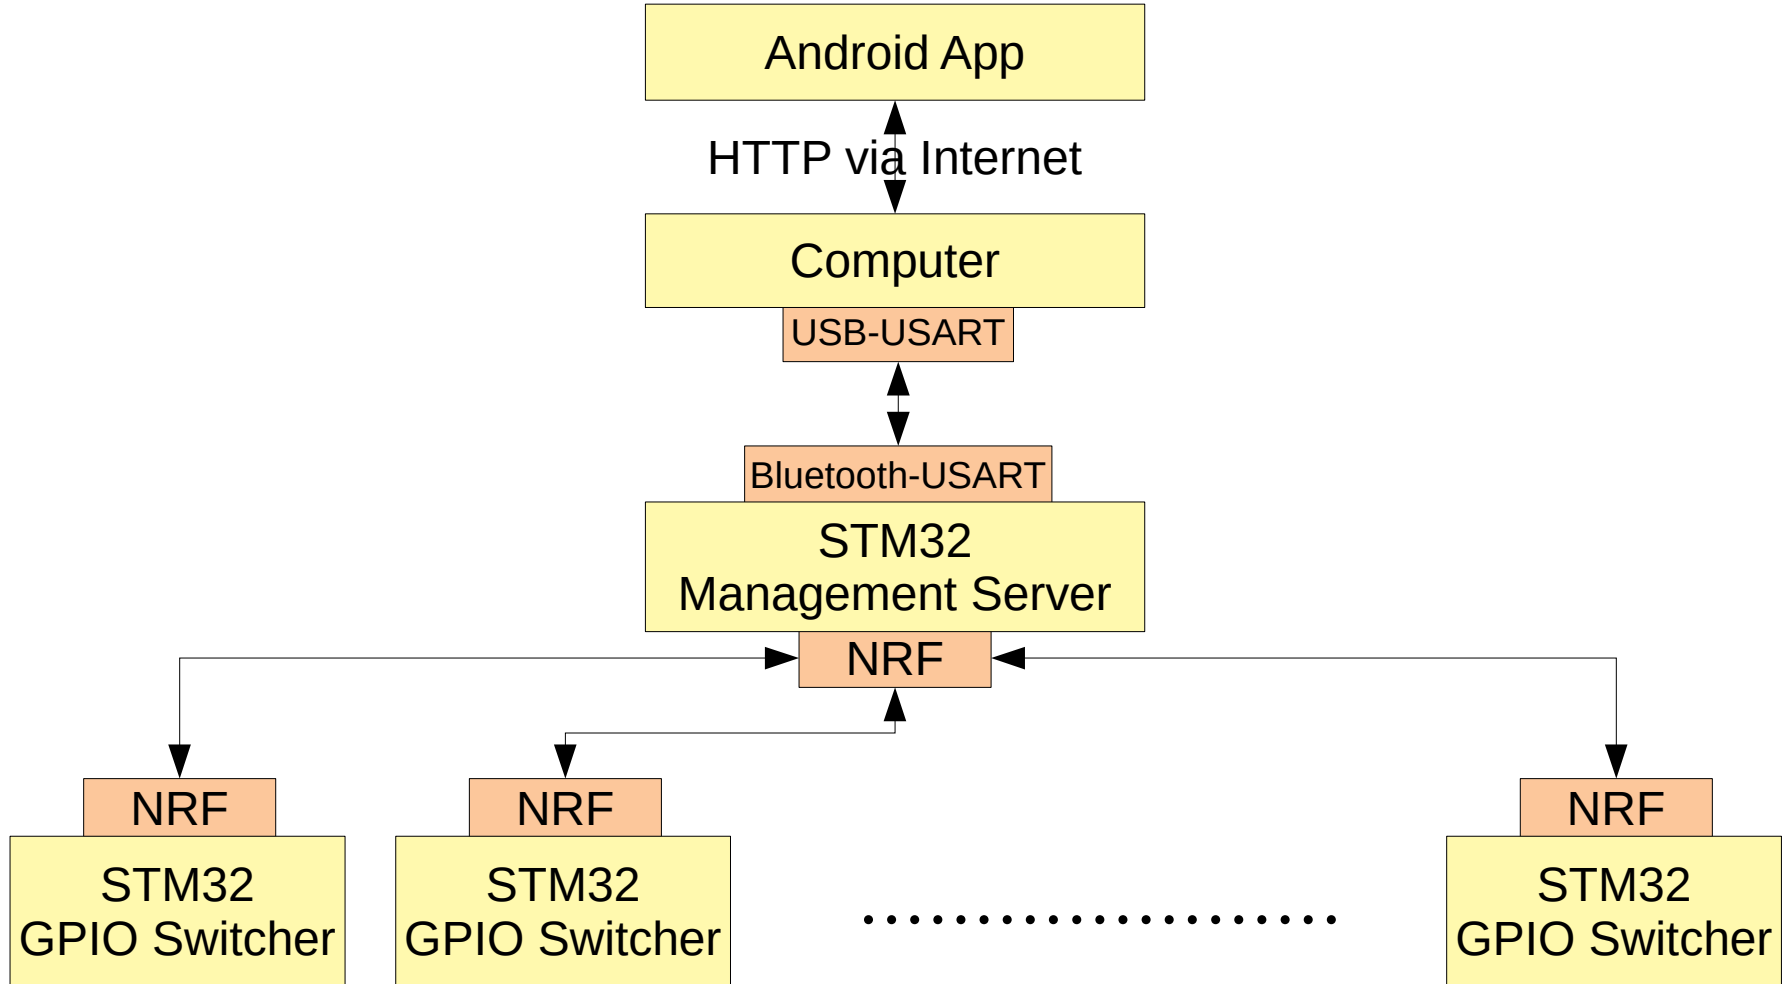 Android App
HTTP via Internet
Computer
USB-USART
Bluetooth-USART
STM32
Management Server
NRF
NRF
NRF
NRF
STM32
GPIO Switcher
STM32
GPIO Switcher
STM32
GPIO Switcher